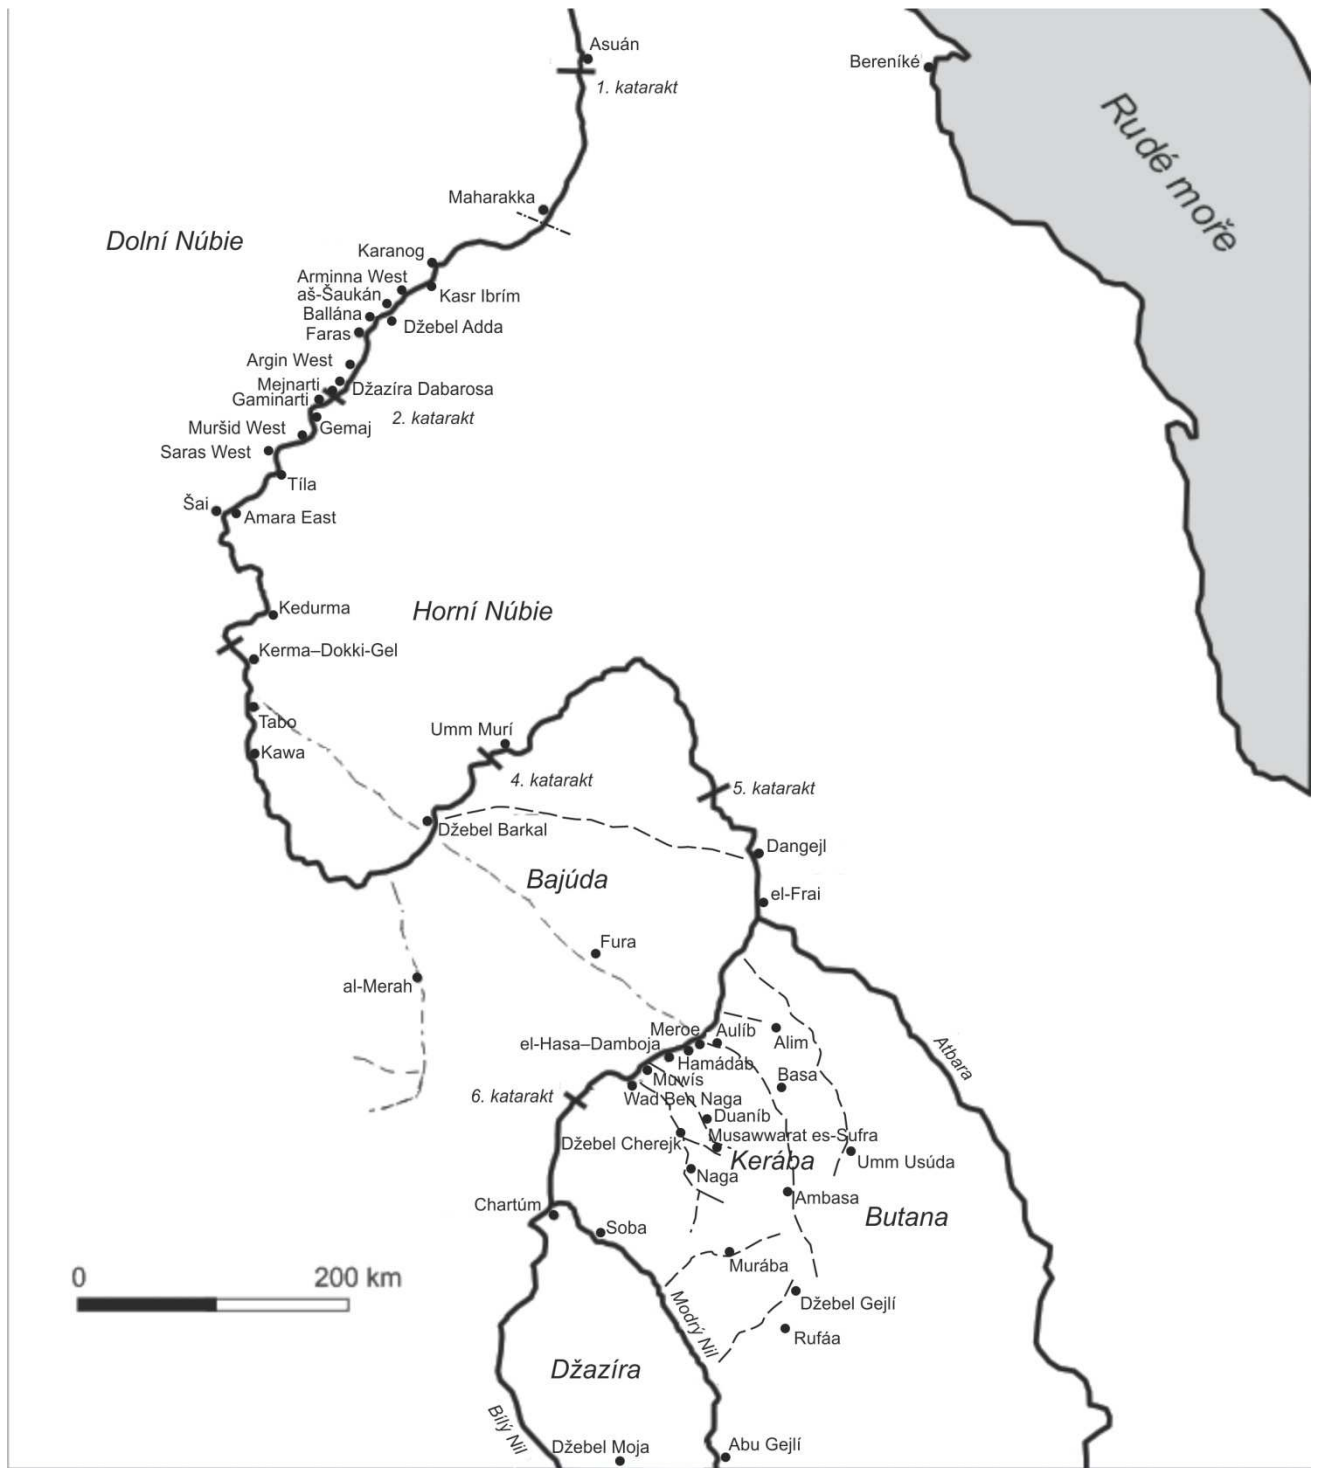 Asuán
1. katarakt
Bereníké
Rudé moře
Maharakka
Dolní Núbie
Karanog
Arminna West
Kasr Ibrím
aš-Šaukán
Ballána
Džebel Adda
Faras
Argin West
Mejnarti
Džazíra Dabarosa
Gaminarti
2. katarakt
Muršid West
Gemaj
Saras West
Tíla
Šai
Amara East
Kedurma
Horní Núbie
Kerma–Dokki-Gel
Tabo
Umm Murí
Kawa
4. katarakt
5. katarakt
Džebel Barkal
Dangejl
Bajúda
el-Frai
Fura
al-Merah
Meroe
Aulíb
el-Hasa–Damboja
Alim
Atbara
Hamádáb
Muwís
Basa
6. katarakt
Wad Ben Naga
Duaníb
Džebel Cherejk
Musawwarat es-Sufra
Kerába
Umm Usúda
Naga
Ambasa
Chartúm
Butana
Soba
Murába
0
200 km
Džebel Gejlí
Modrý Nil
Rufáa
Džazíra
Bílý Nil
Džebel Moja
Abu Gejlí